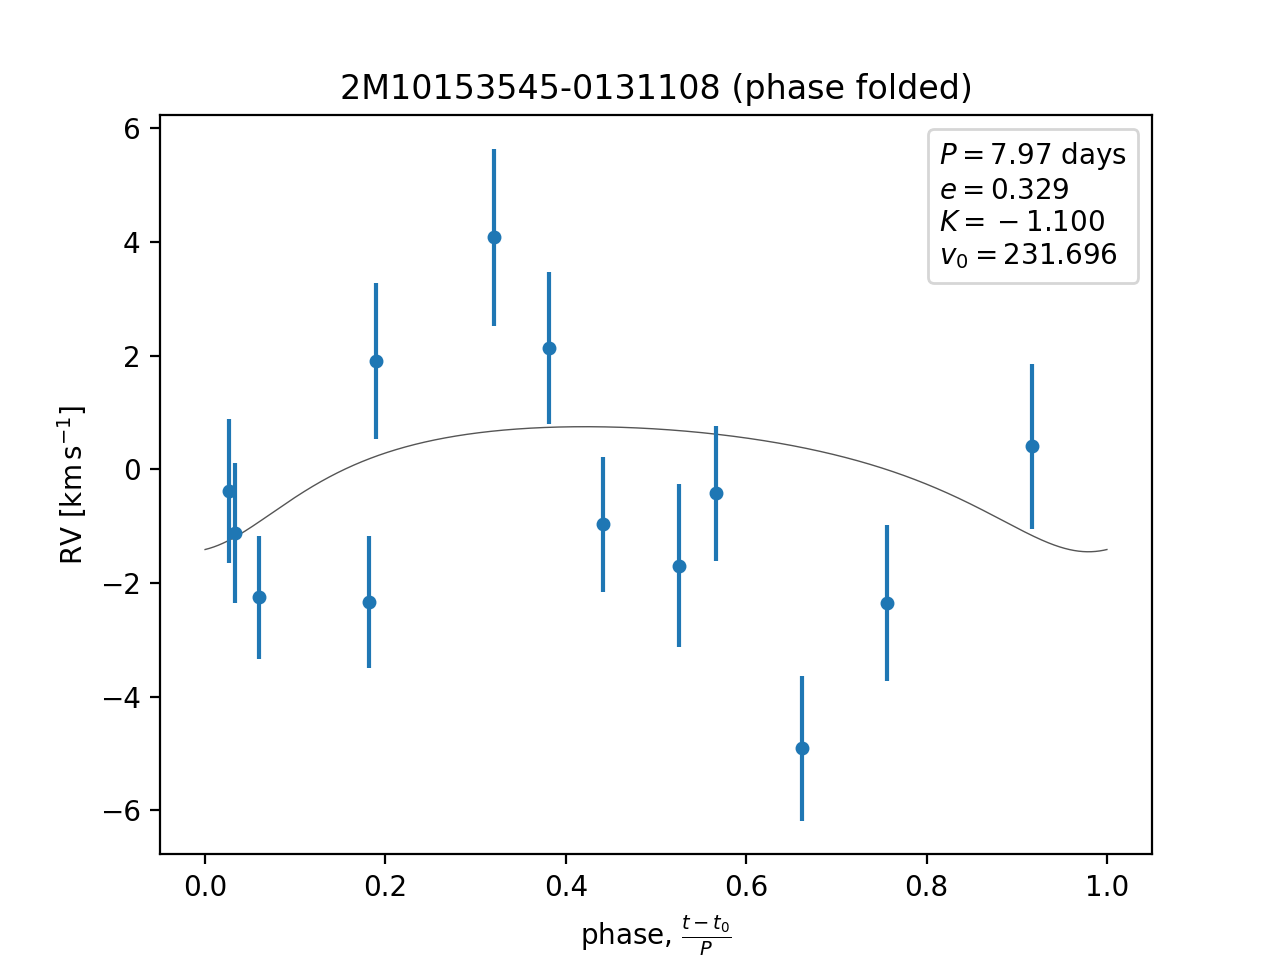 2M10153545-0131108 (phase folded)
P = 7.97 days
e = 0.329
K = −1.100
v₀ = 231.696
RV [km s⁻¹]
6
4
2
0
−2
−4
−6
0.0 0.2 0.4 0.6 0.8 1.0
phase, (t − t₀)/P